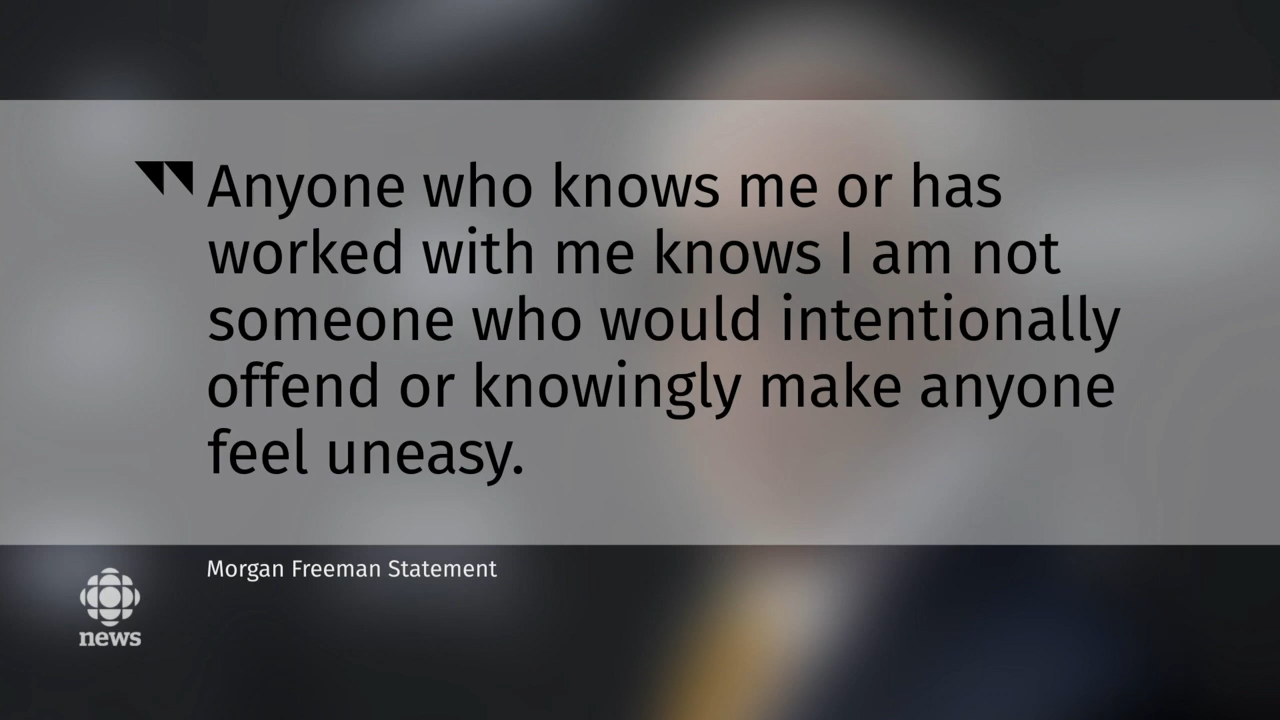 Anyone who knows me or has
worked with me knows I am not
someone who would intentionally
offend or knowingly make anyone
feel uneasy.
Morgan Freeman Statement
news